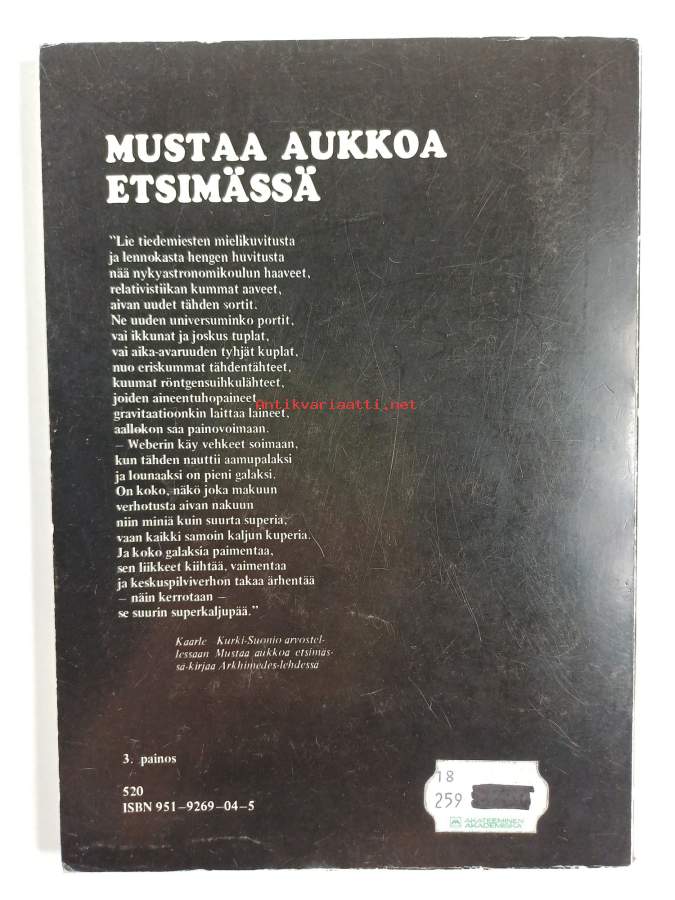 MUSTAA AUKKOA
ETSIMÄSSÄ
"Lie tiedemiesten mielikuvitusta
ja lennokasta hengen huvitusta
nää nykyastronomikoulun haaveet,
relativistiikan kummat aaveet,
aivan uudet tähden sortit.
Ne uuden universuminko portit,
vai ikkunat ja joskus tuplat,
vai aika-avaruuden tyhjät kuplat,
nuo eriskummat tähdentähteet,
kuumat röntgensuihkulähteet,
joiden aineentuhopaineet
Antikvariaatti.net
gravitaatioonkin laittaa laineet,
aallokon saa painovoimaan.
– Weberin käy vehkeet soimaan,
kun tähden nauttii aamupalaksi
ja lounaaksi on pieni galaksi.
On koko, näkö joka makuun
verhotusta aivan nakuun
niin miniä kuin suurta superia,
vaan kaikki samoin kaljun kuperia.
Ja koko galaksia paimentaa,
sen liikkeet kiihtää, vaimentaa
ja keskuspilviverhon takaa ärhentää
– näin kerrotaan –
se suurin superkaljupää."
Kaarle Kurki-Suonio arvostel-
lessaan Mustaa aukkoa etsimäs-
sä-kirjaa Arkhimedes-lehdessä
3. painos
520
ISBN 951–9269–04–5
18
259
AKATEEMINEN
AKADEMISKA